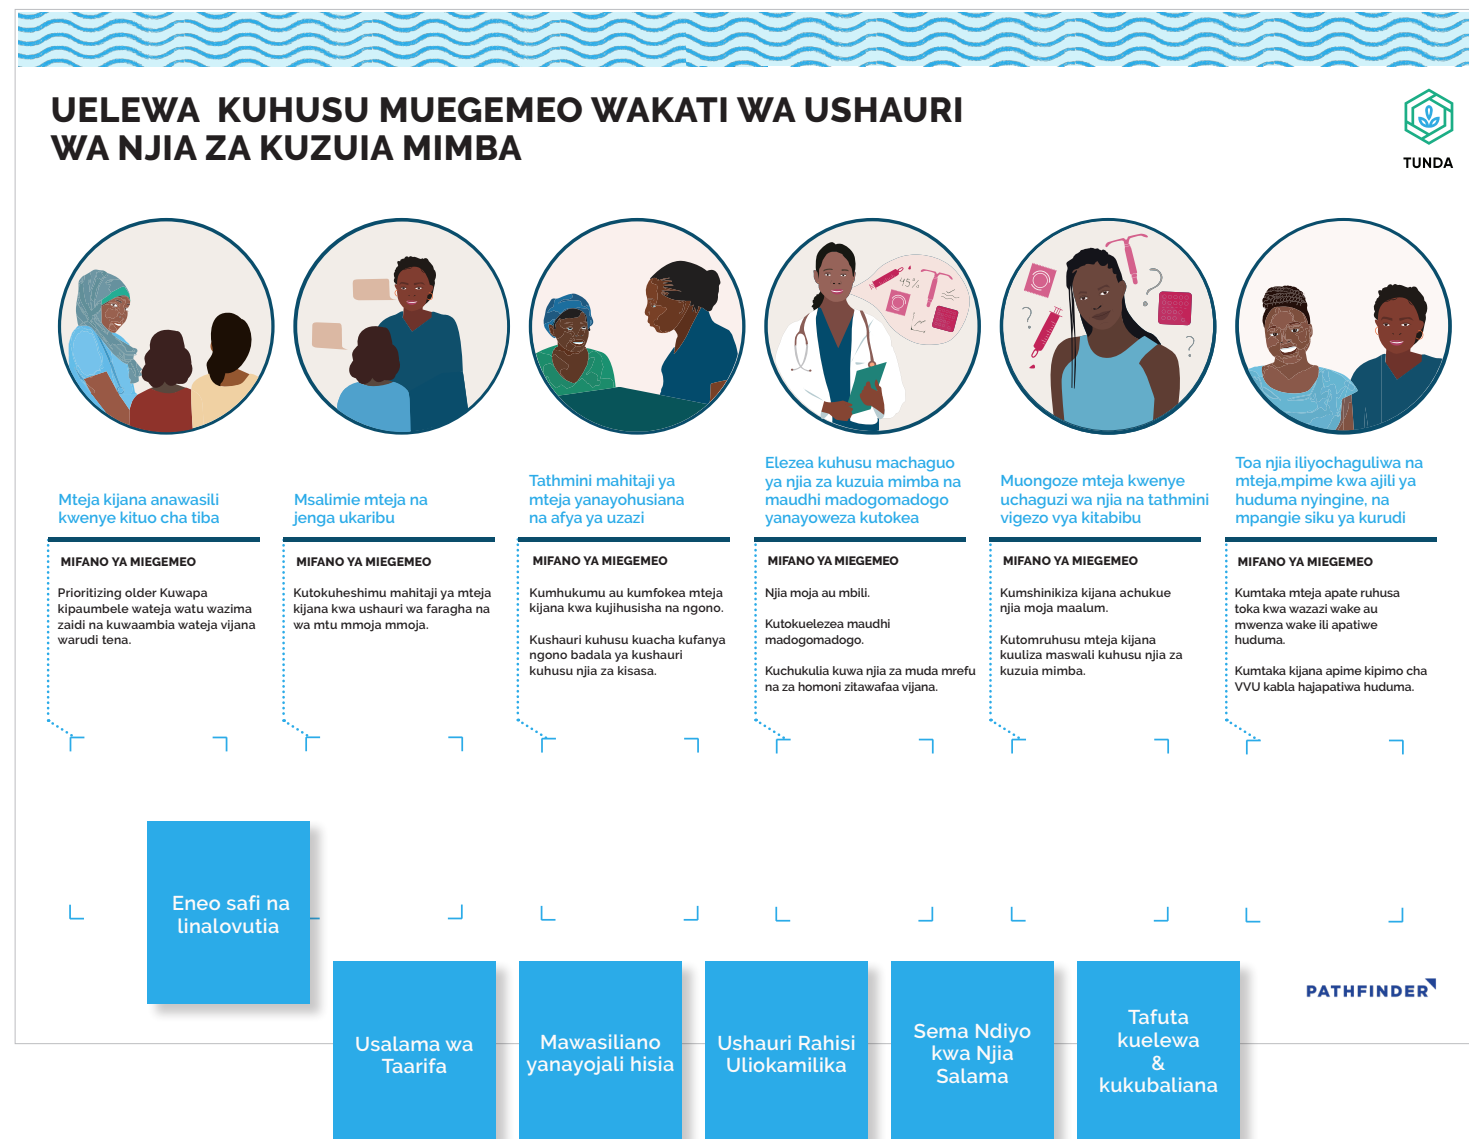 UELEWA KUHUSU MUEGEMEO WAKATI WA USHAURI
WA NJIA ZA KUZUIA MIMBA
TUNDA
45%
Mteja kijana anawasili
kwenye kituo cha tiba
MIFANO YA MIEGEMEO
Prioritizing older Kuwapa
kipaumbele wateja watu wazima
zaidi na kuwaambia wateja vijana
warudi tena.
Msalimie mteja na
jenga ukaribu
MIFANO YA MIEGEMEO
Kutokuheshimu mahitaji ya mteja
kijana kwa ushauri wa faragha na
wa mtu mmoja mmoja.
Tathmini mahitaji ya
mteja yanayohusiana
na afya ya uzazi
MIFANO YA MIEGEMEO
Kumhukumu au kumfokea mteja
kijana kwa kujihusisha na ngono.
Kushauri kuhusu kuacha kufanya
ngono badala ya kushauri
kuhusu njia za kisasa.
Elezea kuhusu machaguo
ya njia za kuzuia mimba na
maudhi madogomadogo
yanayoweza kutokea
MIFANO YA MIEGEMEO
Njia moja au mbili.
Kutokuelezea maudhi
madogomadogo.
Kuchukulia kuwa njia za muda mrefu
na za homoni zitawafaa vijana.
Muongoze mteja kwenye
uchaguzi wa njia na tathmini
vigezo vya kitabibu
MIFANO YA MIEGEMEO
Kumshinikiza kijana achukue
njia moja maalum.
Kutomruhusu mteja kijana
kuuliza maswali kuhusu njia za
kuzuia mimba.
Toa njia iliyochaguliwa na
mteja,mpime kwa ajili ya
huduma nyingine, na
mpangie siku ya kurudi
MIFANO YA MIEGEMEO
Kumtaka mteja apate ruhusa
toka kwa wazazi wake au
mwenza wake ili apatiwe
huduma.
Kumtaka kijana apime kipimo cha
VVU kabla hajapatiwa huduma.
Eneo safi na
linalovutia
Usalama wa
Taarifa
Mawasiliano
yanayojali hisia
Ushauri Rahisi
Uliokamilika
Sema Ndiyo
kwa Njia
Salama
Tafuta
kuelewa
&
kukubaliana
PATHFINDER